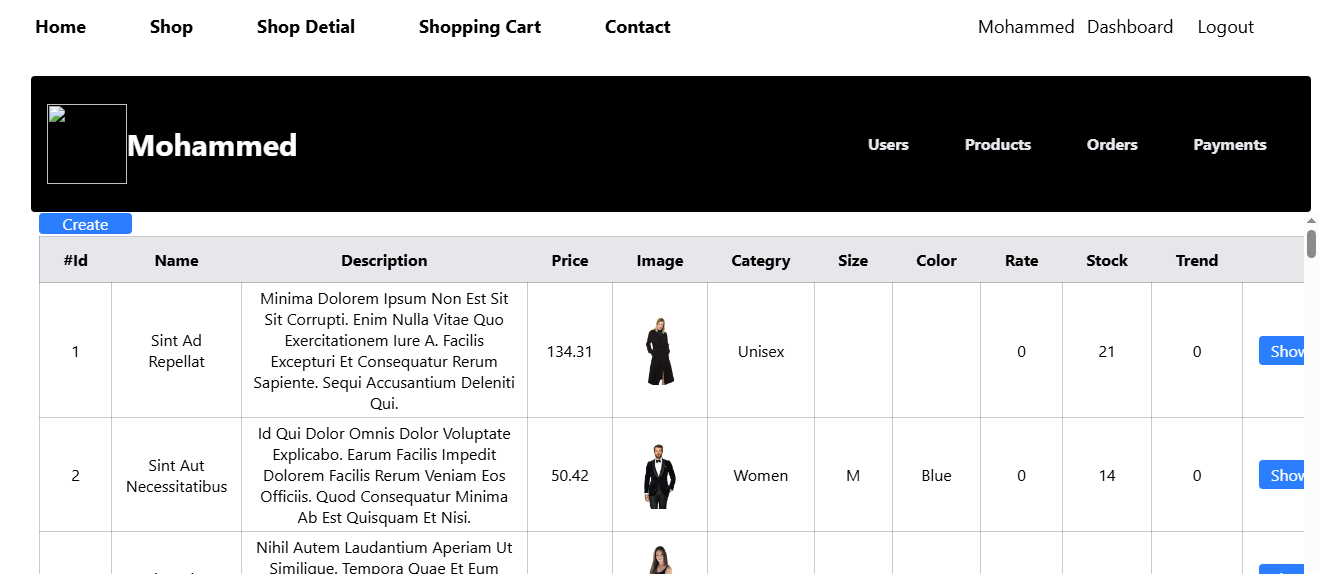 Home Shop Shop Detial Shopping Cart Contact Mohammed Dashboard Logout
Mohammed Users Products Orders Payments
Create
#Id Name Description Price Image Categry Size Color Rate Stock Trend
Minima Dolorem Ipsum Non Est Sit
Sit Corrupti. Enim Nulla Vitae Quo
Sint Ad Exercitationem Iure A. Facilis
1 134.31 Unisex 0 21 0 Show
Repellat Excepturi Et Consequatur Rerum
Sapiente. Sequi Accusantium Deleniti
Qui.
Id Qui Dolor Omnis Dolor Voluptate
Explicabo. Earum Facilis Impedit
Sint Aut
2 Dolorem Facilis Rerum Veniam Eos 50.42 Women M Blue 0 14 0 Show
Necessitatibus
Officiis. Quod Consequatur Minima
Ab Est Quisquam Et Nisi.
Nihil Autem Laudantium Aperiam Ut
Similique. Tempora Quae Et Eum